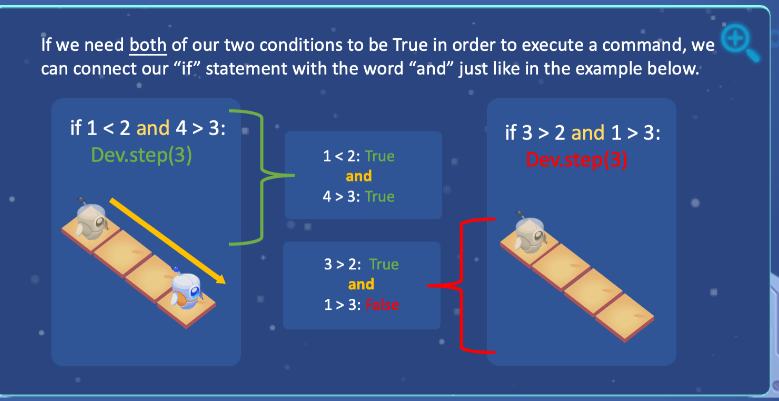 If we need both of our two conditions to be True in order to execute a command, we
can connect our “if” statement with the word “and” just like in the example below.
if 1 < 2 and 4 > 3:
Dev.step(3)
1 < 2: True
and
4 > 3: True
3 > 2: True
and
1 > 3: False
if 3 > 2 and 1 > 3:
Dev.step(3)